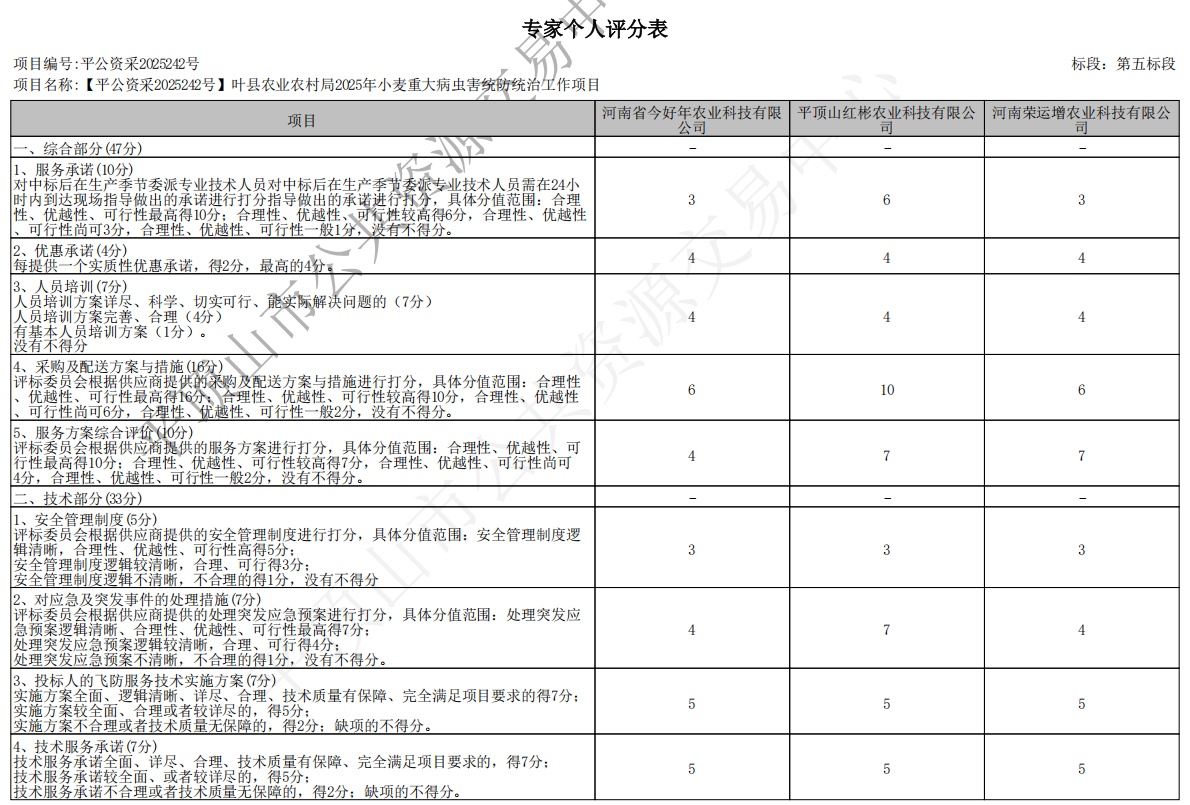 专家个人评分表
项目编号:平公资采2025242号
标段：第五标段
项目名称:【平公资采2025242号】叶县农业农村局2025年小麦重大病虫害统防统治工作项目
项目
河南省今好年农业科技有限
公司
平顶山红彬农业科技有限公
司
河南荣运增农业科技有限公
司
一、综合部分(47分)
-
-
-
1、服务承诺(10分)
对中标后在生产季节委派专业技术人员对中标后在生产季节委派专业技术人员需在24小
时内到达现场指导做出的承诺进行打分指导做出的承诺进行打分，具体分值范围：合理
性、优越性、可行性最高得10分；合理性、优越性、可行性较高得6分，合理性、优越性
、可行性尚可3分，合理性、优越性、可行性一般1分，没有不得分。
3
6
3
2、优惠承诺(4分)
每提供一个实质性优惠承诺，得2分，最高的4分。
4
4
4
3、人员培训(7分)
人员培训方案详尽、科学、切实可行、能实际解决问题的（7分）
人员培训方案完善、合理（4分）
有基本人员培训方案（1分）。
没有不得分
4
4
4
4、采购及配送方案与措施(16分)
评标委员会根据供应商提供的采购及配送方案与措施进行打分，具体分值范围：合理性
、优越性、可行性最高得16分；合理性、优越性、可行性较高得10分，合理性、优越性
、可行性尚可6分，合理性、优越性、可行性一般2分，没有不得分。
6
10
6
5、服务方案综合评价(10分)
评标委员会根据供应商提供的服务方案进行打分，具体分值范围：合理性、优越性、可
行性最高得10分；合理性、优越性、可行性较高得7分，合理性、优越性、可行性尚可
4分，合理性、优越性、可行性一般2分，没有不得分。
4
7
7
二、技术部分(33分)
-
-
-
1、安全管理制度(5分)
评标委员会根据供应商提供的安全管理制度进行打分，具体分值范围：安全管理制度逻
辑清晰，合理性、优越性、可行性高得5分；
安全管理制度逻辑较清晰，合理、可行得3分；
安全管理制度逻辑不清晰，不合理的得1分，没有不得分
3
3
3
2、对应急及突发事件的处理措施(7分)
评标委员会根据供应商提供的处理突发应急预案进行打分，具体分值范围：处理突发应
急预案逻辑清晰、合理性、优越性、可行性最高得7分；
处理突发应急预案逻辑较清晰，合理、可行得4分；
处理突发应急预案不清晰，不合理的得1分，没有不得分。
4
7
4
3、投标人的飞防服务技术实施方案(7分)
实施方案全面、逻辑清晰、详尽、合理、技术质量有保障、完全满足项目要求的得7分；
实施方案较全面、合理或者较详尽的，得5分；
实施方案不合理或者技术质量无保障的，得2分；缺项的不得分。
5
5
5
4、技术服务承诺(7分)
技术服务承诺全面、详尽、合理、技术质量有保障、完全满足项目要求的，得7分；
技术服务承诺较全面、或者较详尽的，得5分；
技术服务承诺不合理或者技术质量无保障的，得2分；缺项的不得分。
5
5
5
平顶山市公共资源交易中
平顶山市公共资源交易中心